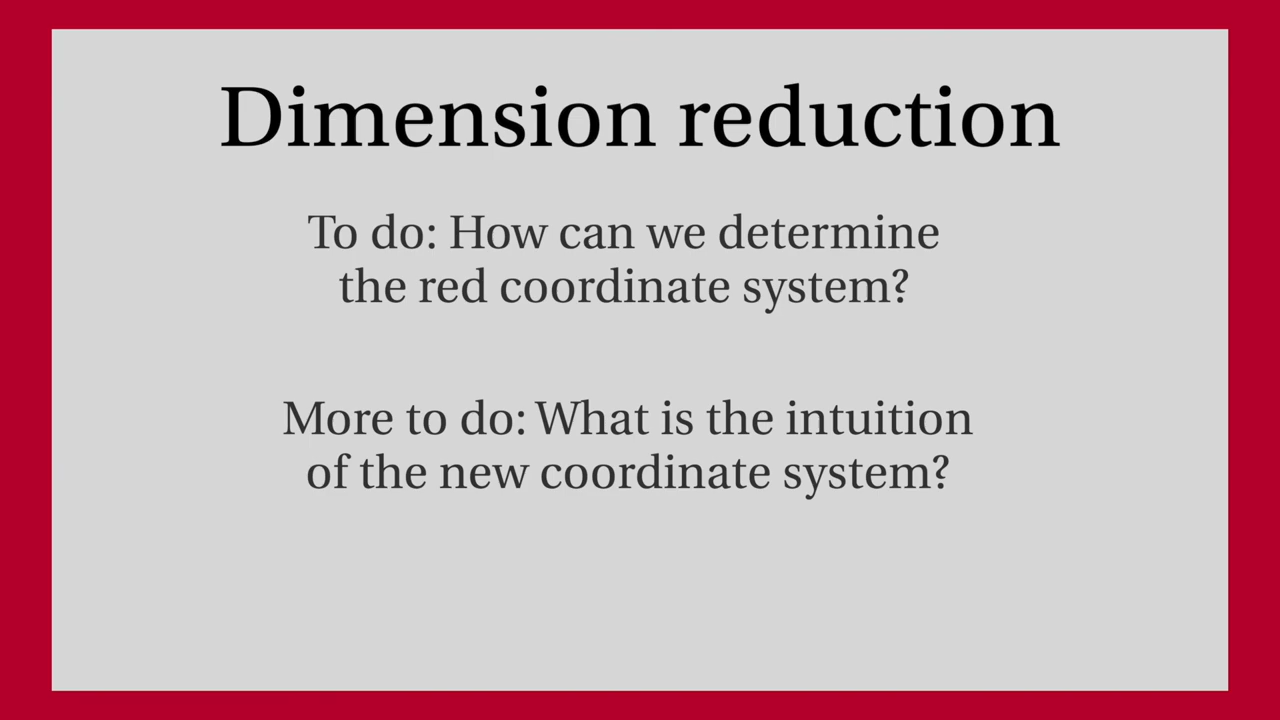 Dimension reduction
To do: How can we determine
the red coordinate system?
More to do: What is the intuition
of the new coordinate system?